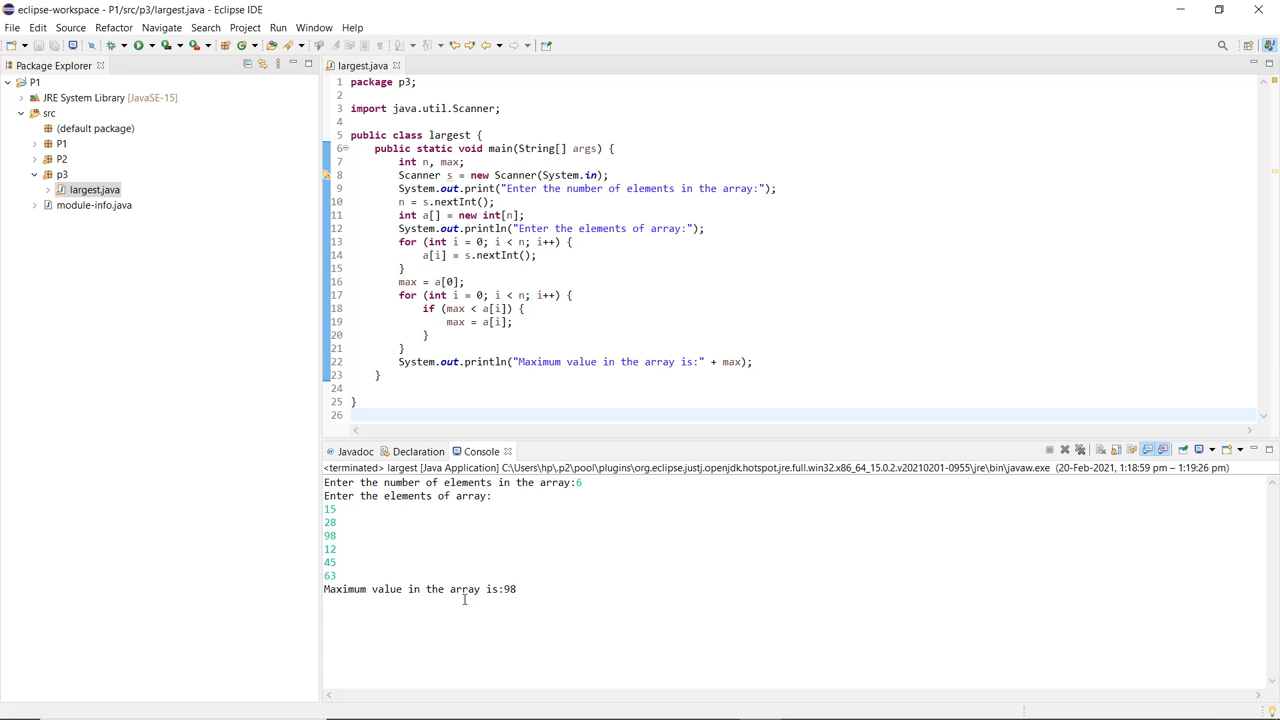 eclipse-workspace - P1/src/p3/largest.java - Eclipse IDE
File Edit Source Refactor Navigate Search Project Run Window Help
Package Explorer
P1
JRE System Library [JavaSE-15]
src
(default package)
P1
P2
p3
largest.java
module-info.java
largest.java
1 package p3;
2
3 import java.util.Scanner;
4
5 public class largest {
6 public static void main(String[] args) {
7 int n, max;
8 Scanner s = new Scanner(System.in);
9 System.out.print("Enter the number of elements in the array:");
10 n = s.nextInt();
11 int a[] = new int[n];
12 System.out.println("Enter the elements of array:");
13 for (int i = 0; i < n; i++) {
14 a[i] = s.nextInt();
15 }
16 max = a[0];
17 for (int i = 0; i < n; i++) {
18 if (max < a[i]) {
19 max = a[i];
20 }
21 }
22 System.out.println("Maximum value in the array is:" + max);
23 }
24
25 }
26
Javadoc Declaration Console
<terminated> largest [Java Application] C:\Users\hp\.p2\pool\plugins\org.eclipse.justj.openjdk.hotspot.jre.full.win32.x86_64_15.0.2.v20210201-0955\jre\bin\javaw.exe (20-Feb-2021, 1:18:59 pm – 1:19:26 pm)
Enter the number of elements in the array:6
Enter the elements of array:
15
28
98
12
45
63
Maximum value in the array is:98